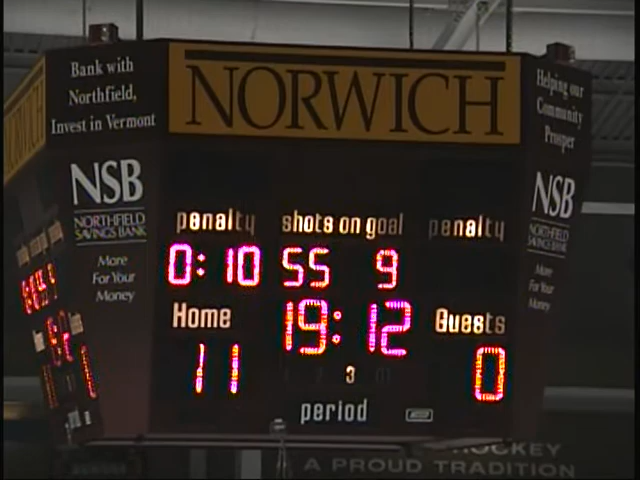 Bank with
Northfield,
Invest in Vermont
NORWICH
Helping our
Community
Prosper
NORWICH
NSB
NORTHFIELD
SAVINGS BANK
More
For Your
Money
penalty shots on goal penalty
0:10 55 9
Home 19:12 Guests
11 3 0
period
NSB
NORTHFIELD
SAVINGS BANK
More
For Your
Money
HOCKEY
A PROUD TRADITION